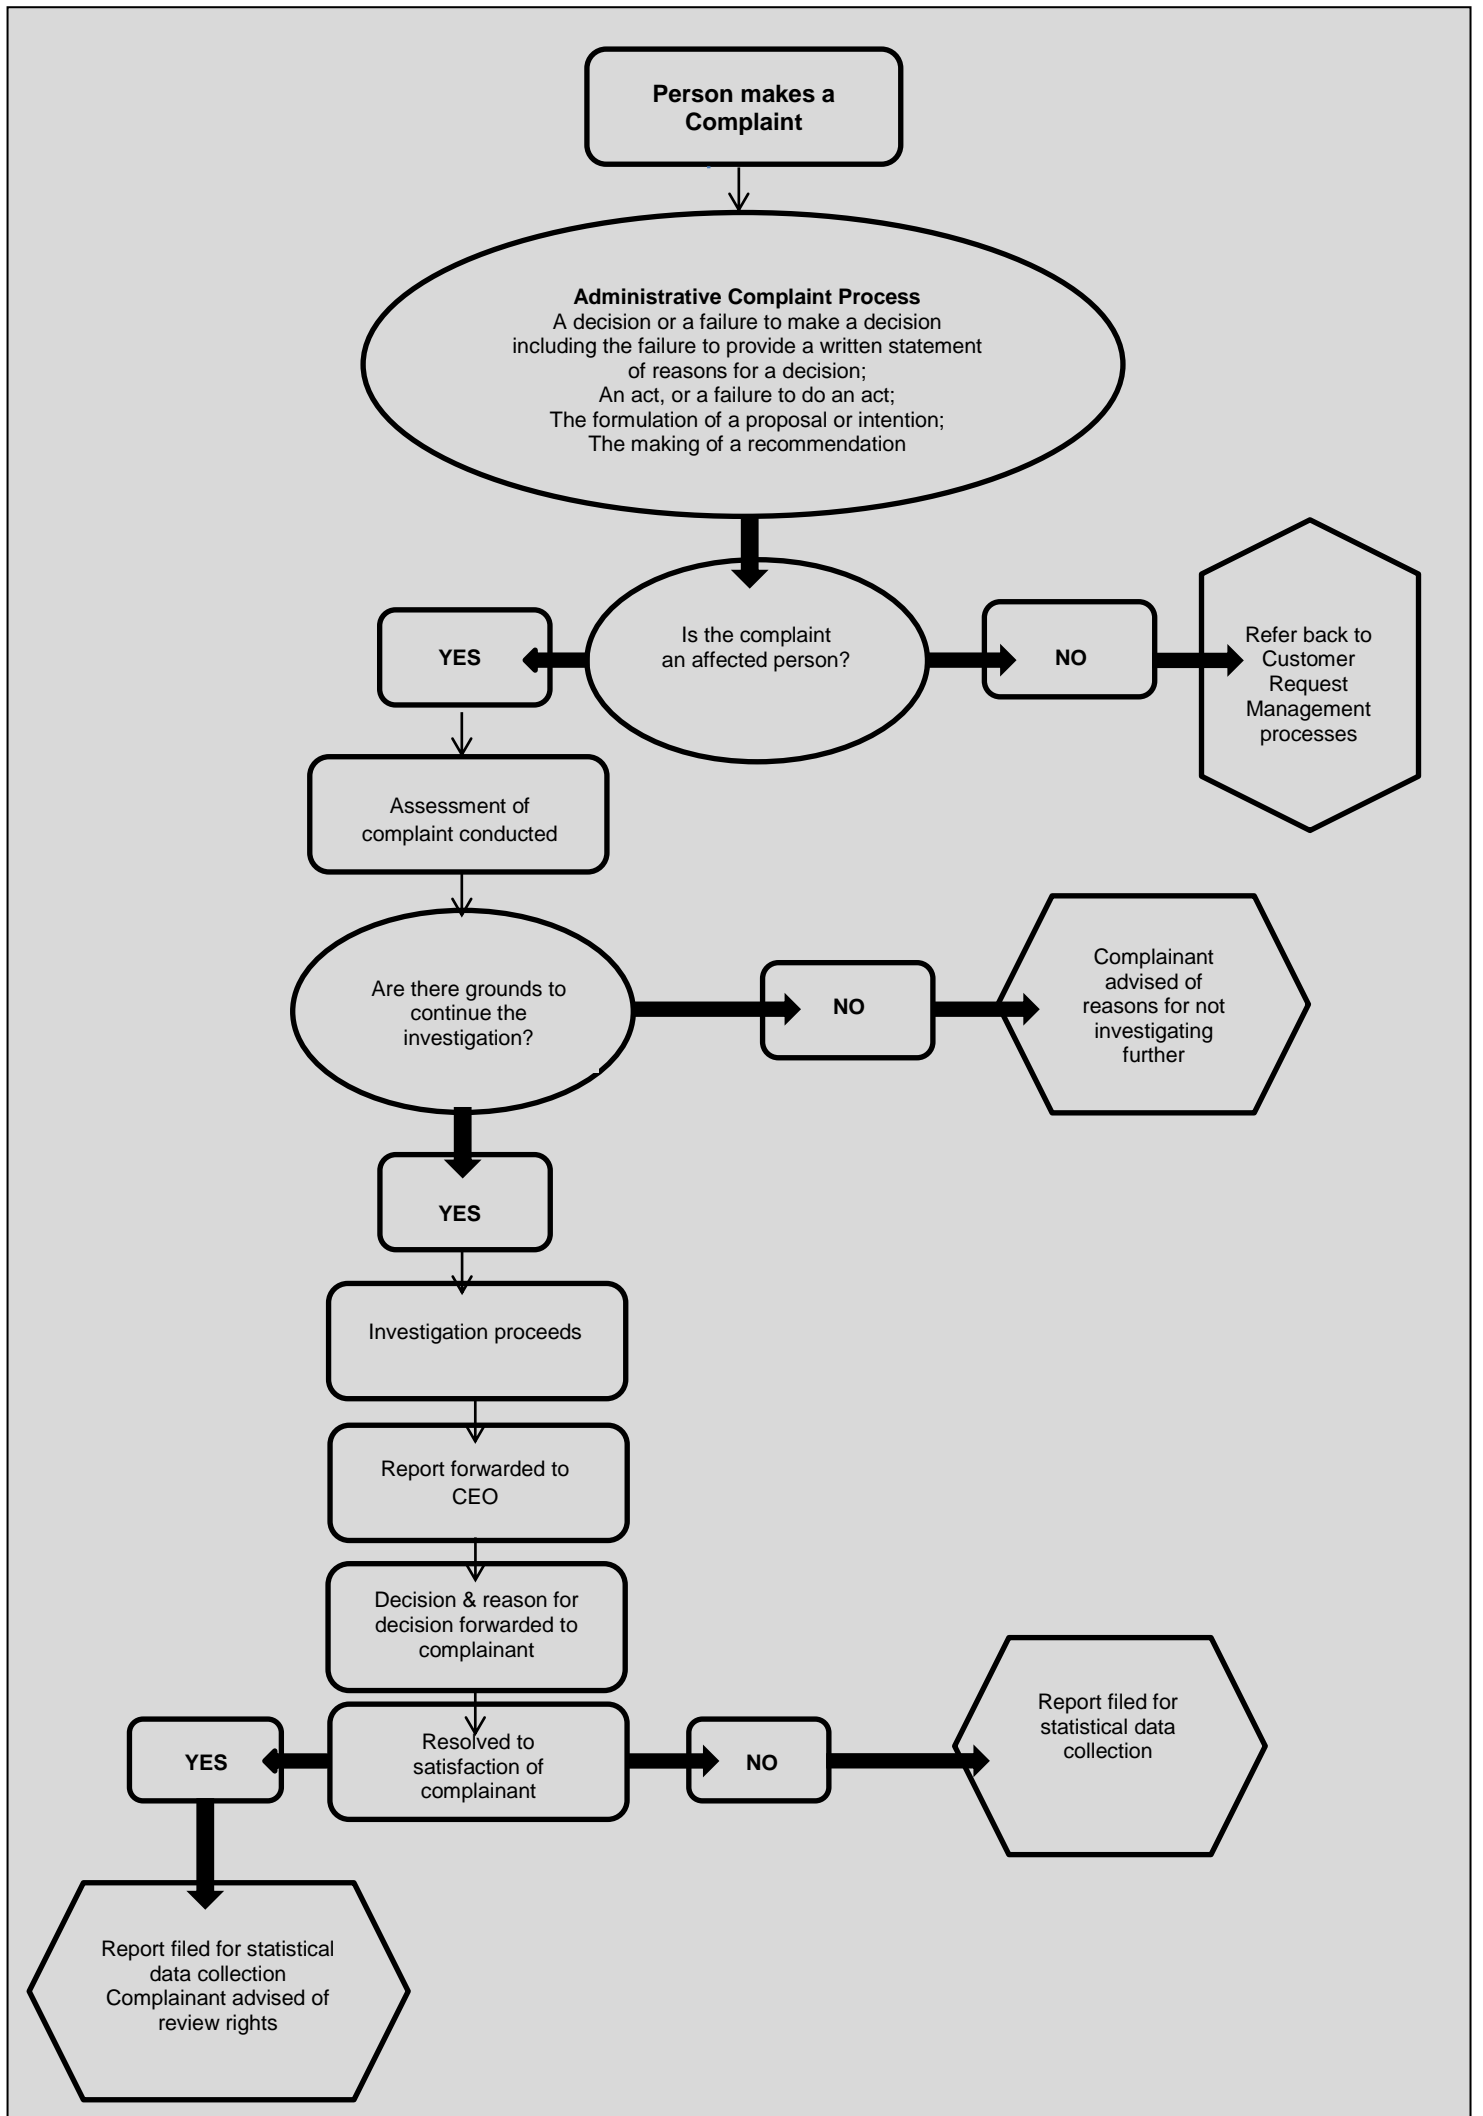 Person makes a
Complaint
Administrative Complaint Process
A decision or a failure to make a decision
including the failure to provide a written statement
of reasons for a decision;
An act, or a failure to do an act;
The formulation of a proposal or intention;
The making of a recommendation
Is the complaint
an affected person?
YES
NO
Refer back to
Customer
Request
Management
processes
Assessment of
complaint conducted
Are there grounds to
continue the
investigation?
NO
Complainant
advised of
reasons for not
investigating
further
YES
Investigation proceeds
Report forwarded to
CEO
Decision & reason for
decision forwarded to
complainant
Resolved to
satisfaction of
complainant
YES
NO
Report filed for
statistical data
collection
Report filed for statistical
data collection
Complainant advised of
review rights